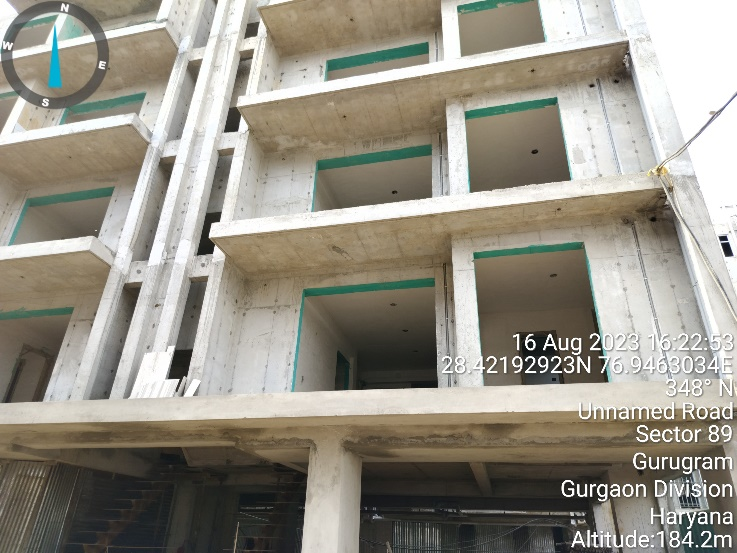 N
W
E
S
16 Aug 2023 16:22:53
28.42192923N 76.9463034E
348° N
Unnamed Road
Sector 89
Gurugram
Gurgaon Division
Haryana
Altitude:184.2m